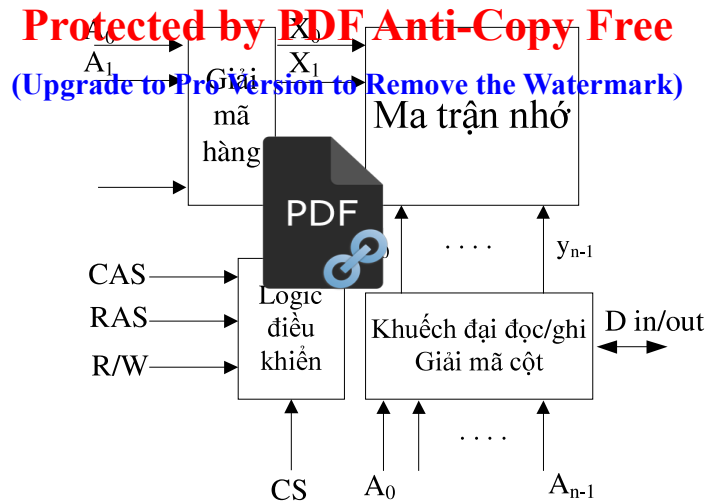 Protected by PDF Anti-Copy Free
(Upgrade to Pro Version to Remove the Watermark)
A0
A1
X0
X1
Giải
mã
hàng
Ma trận nhớ
PDF
. . . .
yn-1
CAS
RAS
R/W
Logic
điều
khiển
Khuếch đại đọc/ghi
Giải mã cột
D in/out
. . . .
CS
A0
An-1